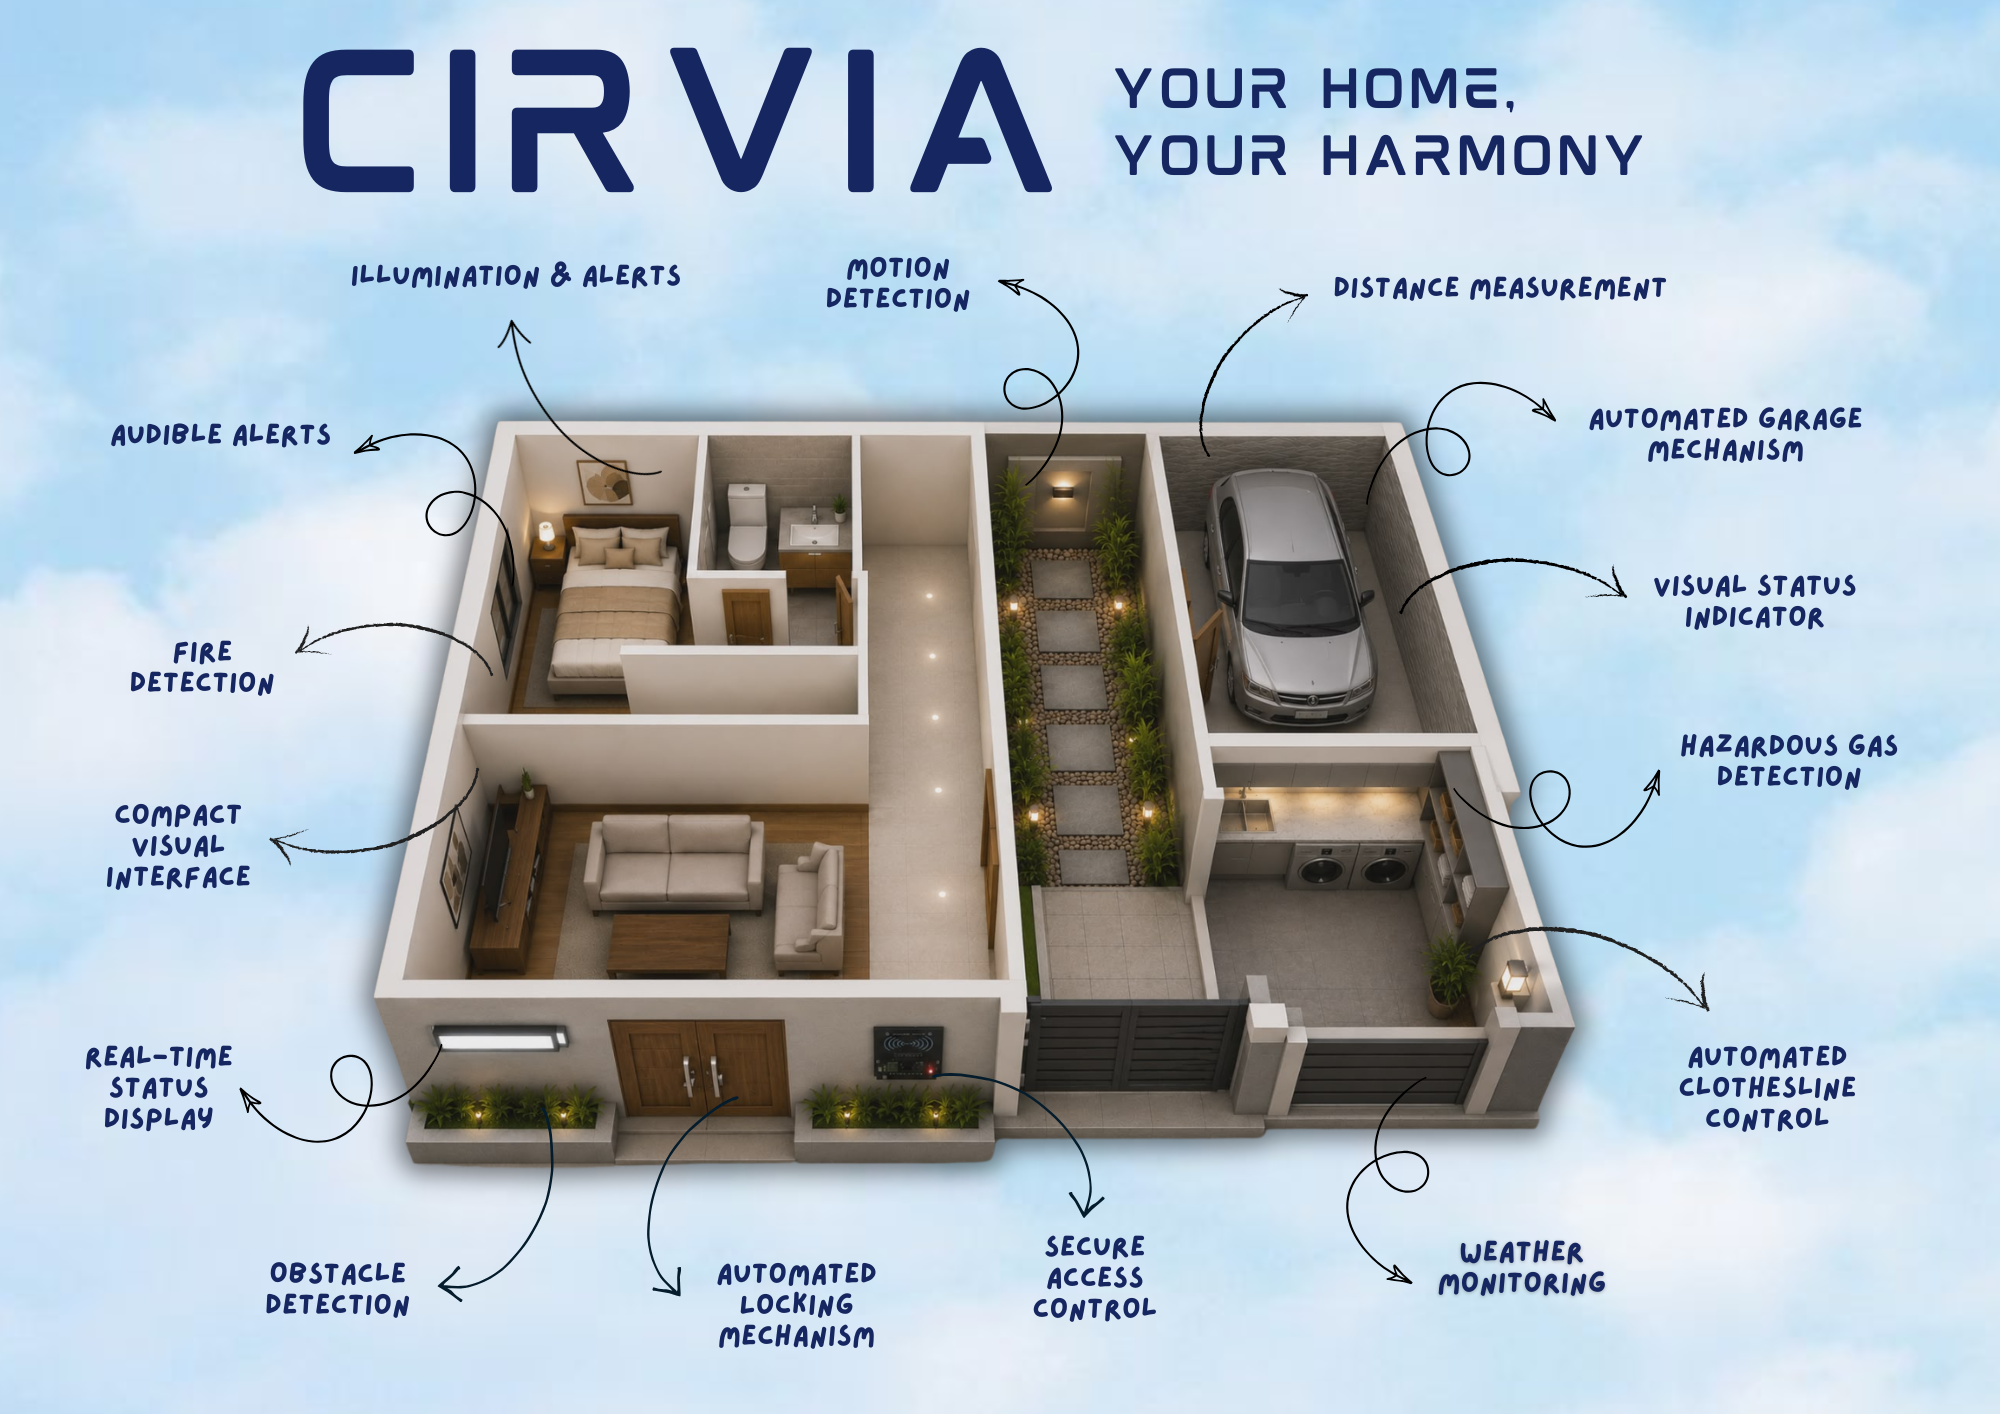 CIRVIA
YOUR HOME,
YOUR HARMONY
ILLUMINATION & ALERTS
MOTION
DETECTION
DISTANCE MEASUREMENT
AUDIBLE ALERTS
AUTOMATED GARAGE
MECHANISM
VISUAL STATUS
INDICATOR
FIRE
DETECTION
HAZARDOUS GAS
DETECTION
COMPACT
VISUAL
INTERFACE
REAL-TIME
STATUS
DISPLAY
AUTOMATED
CLOTHESLINE
CONTROL
OBSTACLE
DETECTION
AUTOMATED
LOCKING
MECHANISM
SECURE
ACCESS
CONTROL
WEATHER
MONITORING